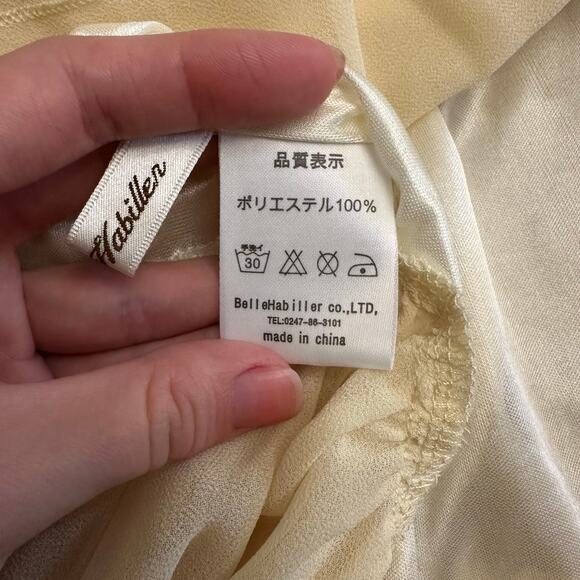 Habiller
品質表示
ポリエステル100%
手洗イ
30
BelleHabiller co.,LTD,
TEL:0247-86-3101
made in china